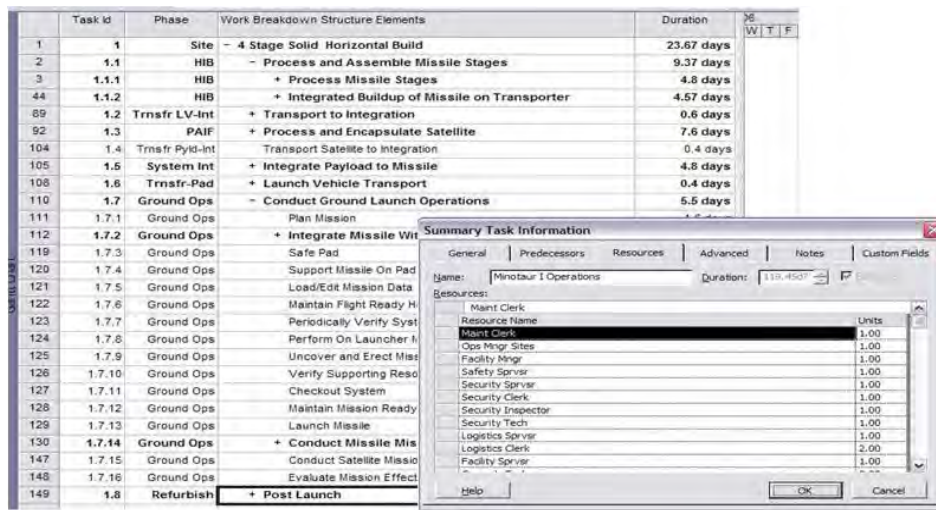 Task Id Phase Work Breakdown Structure Elements Duration
W T F
1 1 Site - 4 Stage Solid Horizontal Build 23.67 days
2 1.1 HIB - Process and Assemble Missile Stages 9.37 days
3 1.1.1 HIB + Process Missile Stages 4.8 days
44 1.1.2 HIB + Integrated Buildup of Missile on Transporter 4.57 days
89 1.2 Trnsfr LV-Int + Transport to Integration 0.6 days
92 1.3 PAIF + Process and Encapsulate Satellite 7.6 days
104 1.4 Trnsfr Pyld-Int Transport Satellite to Integration 0.4 days
105 1.5 System Int + Integrate Payload to Missile 4.8 days
108 1.6 Trnsfr-Pad + Launch Vehicle Transport 0.4 days
110 1.7 Ground Ops - Conduct Ground Launch Operations 5.5 days
111 1.7.1 Ground Ops Plan Mission
112 1.7.2 Ground Ops + Integrate Missile Wit
119 1.7.3 Ground Ops Safe Pad
120 1.7.4 Ground Ops Support Missile On Pad
121 1.7.5 Ground Ops Load/Edit Mission Data
122 1.7.6 Ground Ops Maintain Flight Ready H
123 1.7.7 Ground Ops Periodically Verify Syst
124 1.7.8 Ground Ops Perform On Launcher
125 1.7.9 Ground Ops Uncover and Erect Miss
126 1.7.10 Ground Ops Verify Supporting Reso
127 1.7.11 Ground Ops Checkout System
128 1.7.12 Ground Ops Maintain Mission Ready
129 1.7.13 Ground Ops Launch Missile
130 1.7.14 Ground Ops + Conduct Missile Mis
147 1.7.15 Ground Ops Conduct Satellite Missio
148 1.7.16 Ground Ops Evaluate Mission Effect
149 1.8 Refurbish + Post Launch
Summary Task Information
General Predecessors Resources Advanced Notes Custom Fields
Name: Minotaur I Operations Duration:
Resources:
Maint Clerk
Resource Name Units
Maint Clerk 1.00
Ops Mngr Sites 1.00
Facility Mngr 1.00
Safety Sprvsr 1.00
Security Sprvsr 1.00
Security Clerk 1.00
Security Inspector 1.00
Security Tech 1.00
Logistics Sprvsr 1.00
Logistics Clerk 2.00
Facility Sprvsr 1.00
Help OK Cancel